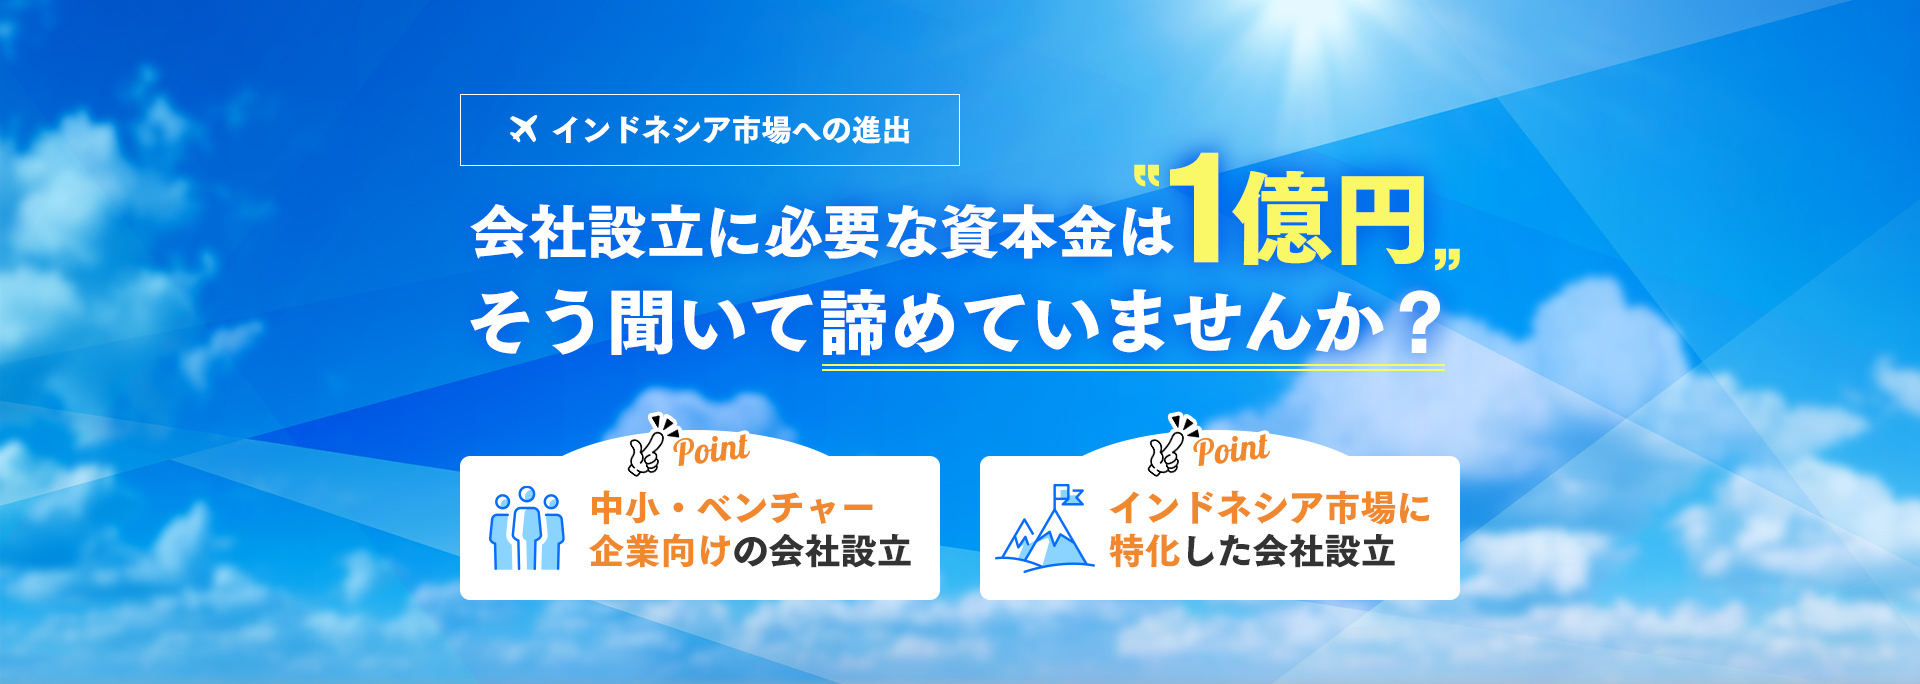 インドネシア市場への進出
会社設立に必要な資本金は“1億円”
そう聞いて諦めていませんか？
Point
中小・ベンチャー
企業向けの会社設立
Point
インドネシア市場に
特化した会社設立